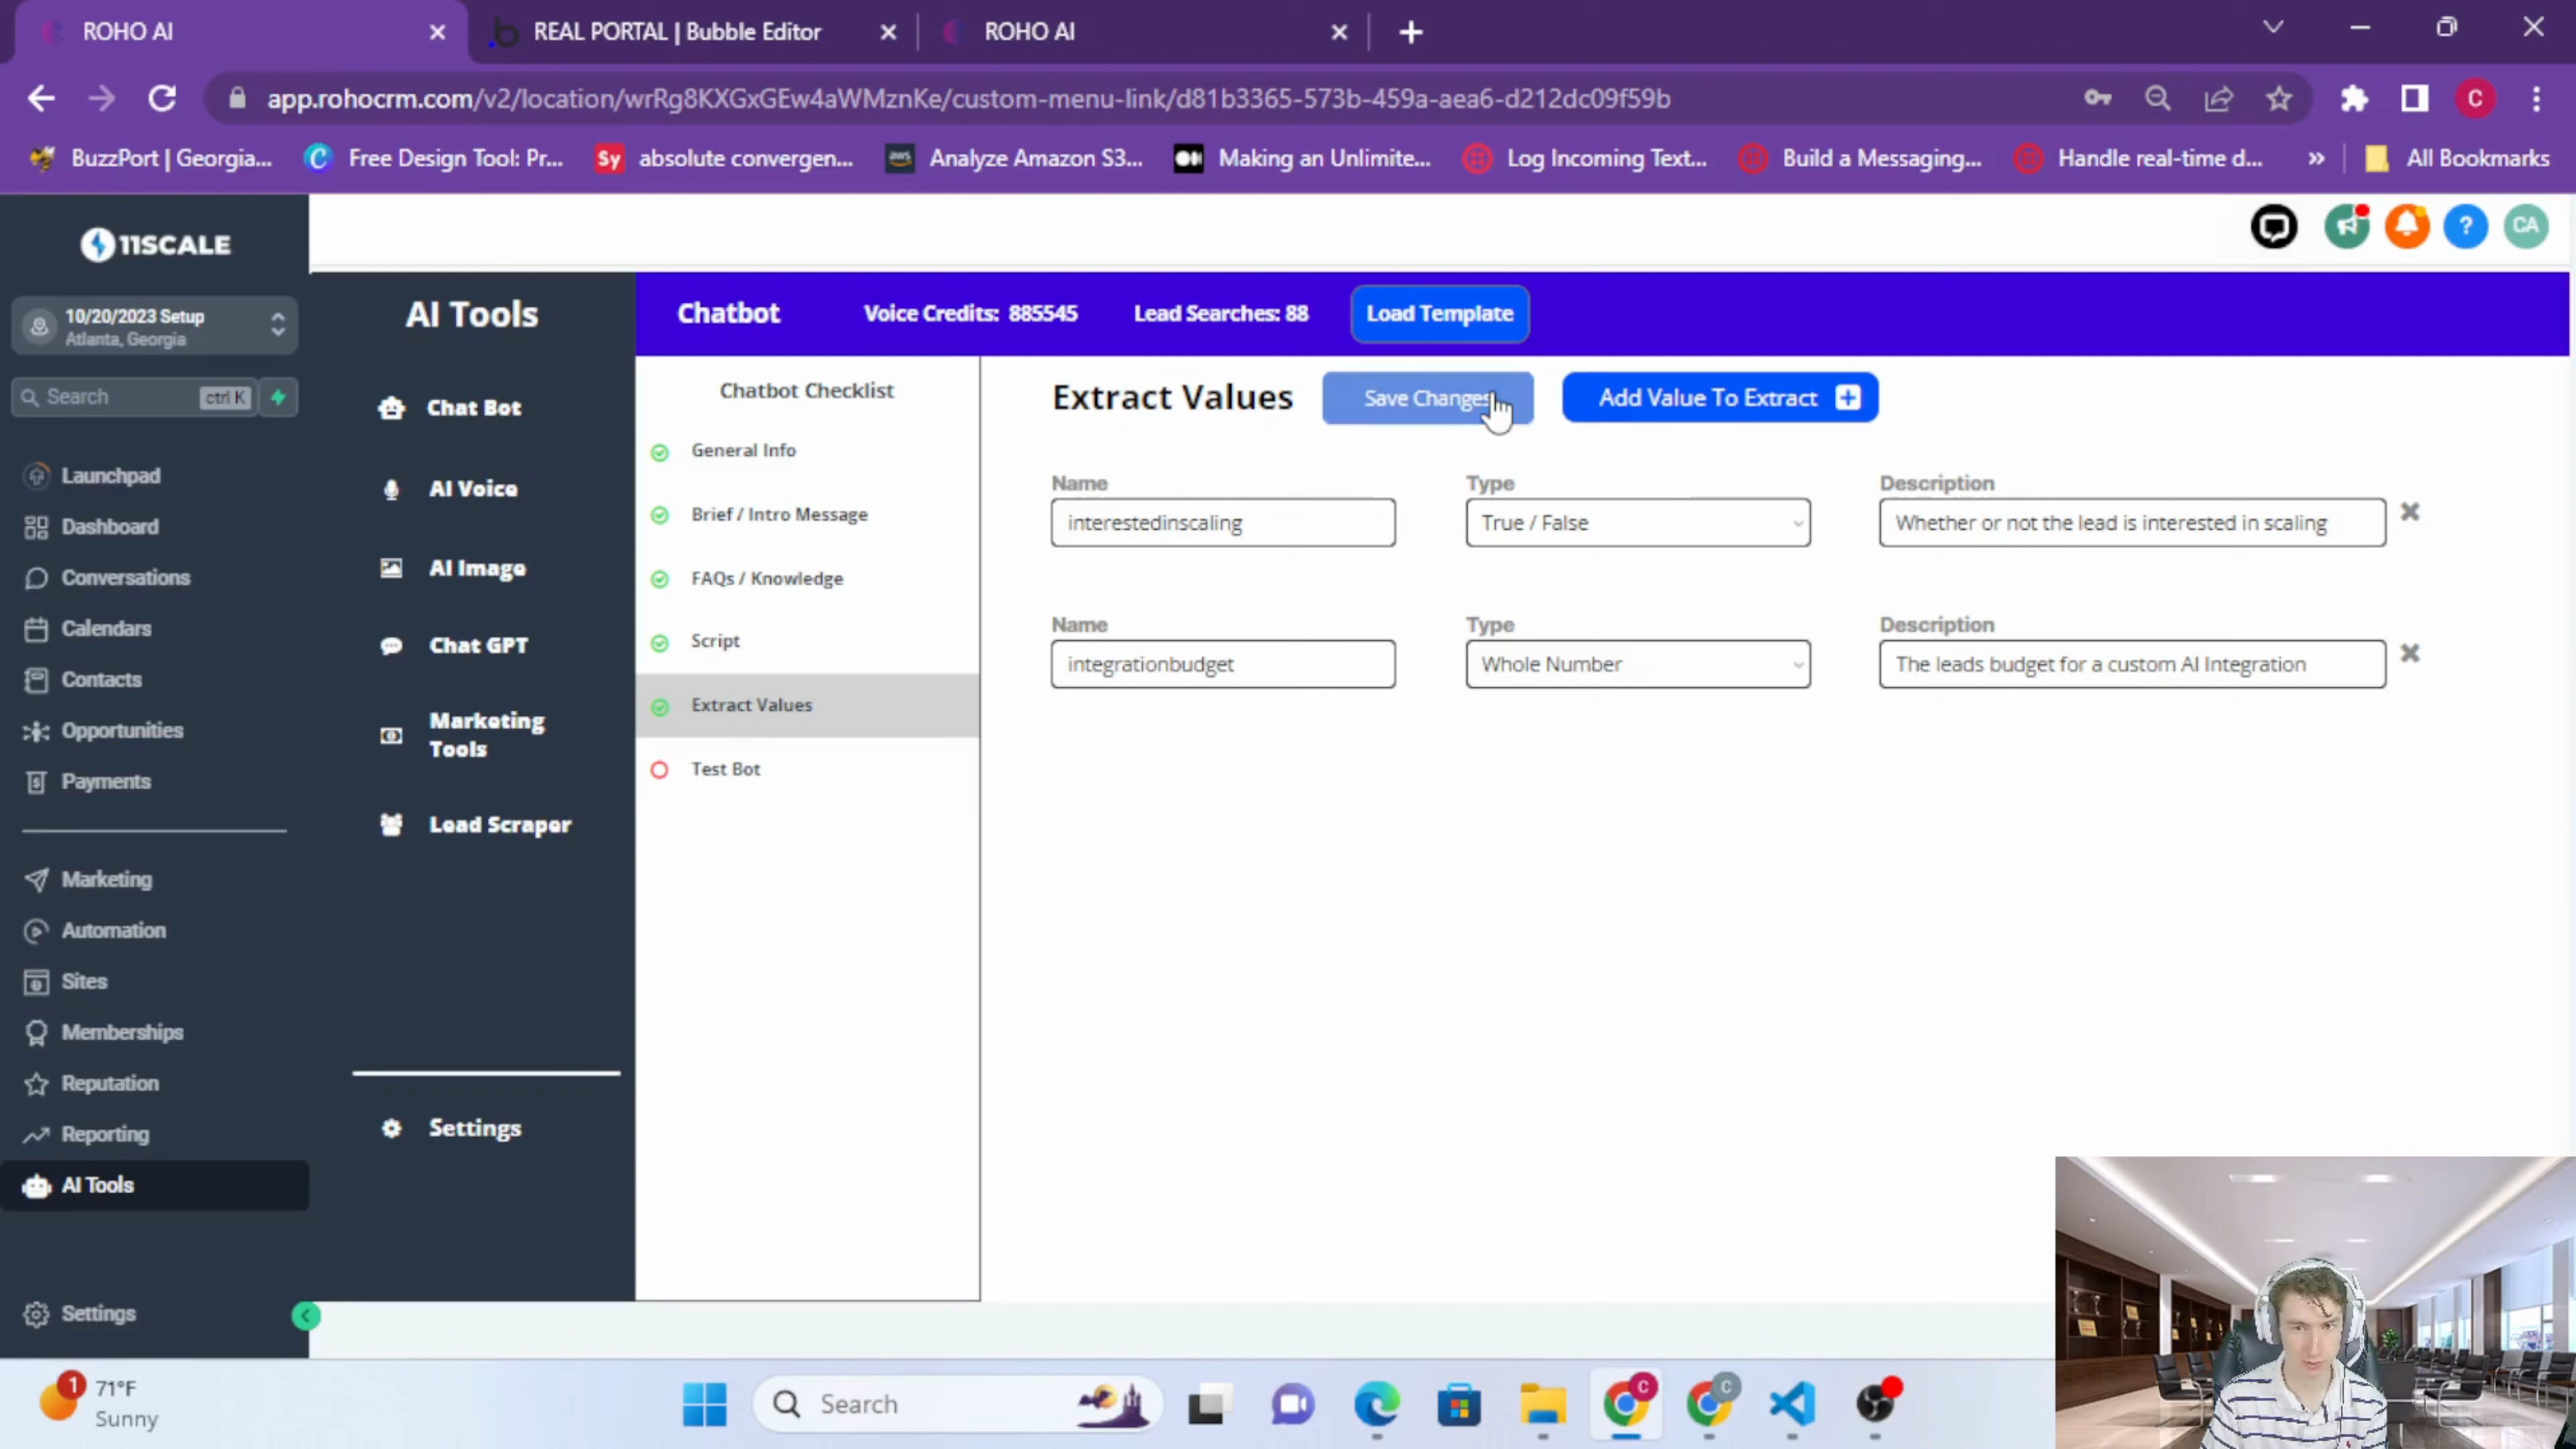 ROHO AI
REAL PORTAL | Bubble Editor
ROHO AI
app.rohocrm.com/v2/location/wrRg8KXGxGEw4aWMznKe/custom-menu-link/d81b3365-573b-459a-aea6-d212dc09f59b
C
BuzzPort | Georgia...
Free Design Tool: Pr...
Sy
absolute convergen...
aws
Analyze Amazon S3...
Making an Unlimite...
Log Incoming Text...
Build a Messaging...
Handle real-time d...
All Bookmarks
11SCALE
CA
10/20/2023 Setup
Atlanta, Georgia
Search
ctrl K
Launchpad
Dashboard
Conversations
Calendars
Contacts
Opportunities
Payments
Marketing
Automation
Sites
Memberships
Reputation
Reporting
AI Tools
Settings
AI Tools
Chat Bot
AI Voice
AI Image
Chat GPT
Marketing
Tools
Lead Scraper
Settings
Chatbot
Voice Credits: 885545
Lead Searches: 88
Load Template
Chatbot Checklist
General Info
Brief / Intro Message
FAQs / Knowledge
Script
Extract Values
Test Bot
Extract Values
Save Changes
Add Value To Extract
Name
Type
Description
interestedinscaling
True / False
Whether or not the lead is interested in scaling
Name
Type
Description
integrationbudget
Whole Number
The leads budget for a custom AI Integration
1
71°F
Sunny
Search
C
C